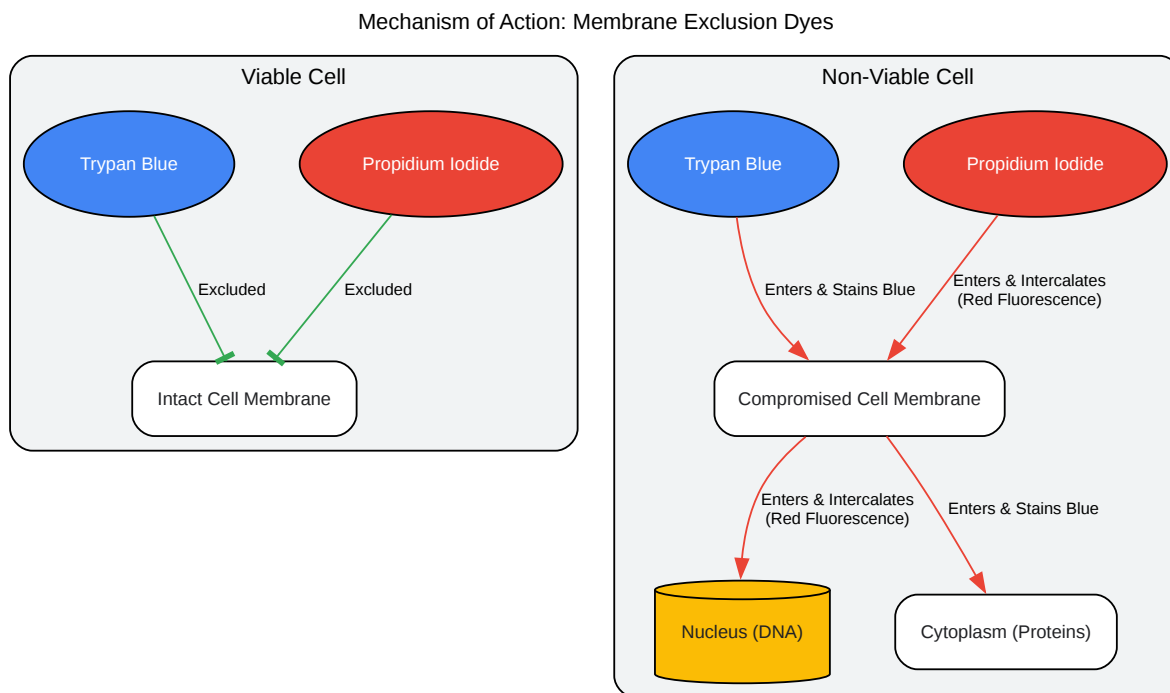 Mechanism of Action: Membrane Exclusion Dyes
Viable Cell
Trypan Blue
Propidium Iodide
Excluded
Excluded
Intact Cell Membrane
Non-Viable Cell
Trypan Blue
Propidium Iodide
Enters & Stains Blue
Enters & Intercalates
(Red Fluorescence)
Compromised Cell Membrane
Enters & Intercalates
(Red Fluorescence)
Enters & Stains Blue
Nucleus (DNA)
Cytoplasm (Proteins)